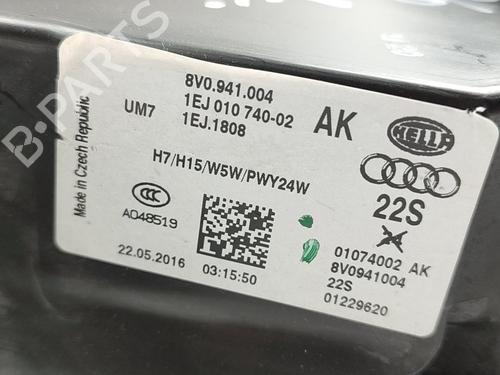 B-PARTS
8V0.941.004
1EJ 010 740-02
UM7
1EJ.1808
AK
HELLA
H7/H15/W5W/PWY24W
22S
Made in Czech Republic
CCC
A048519
22.05.2016
03:15:50
01074002 AK
8V0941004
22S
01229620